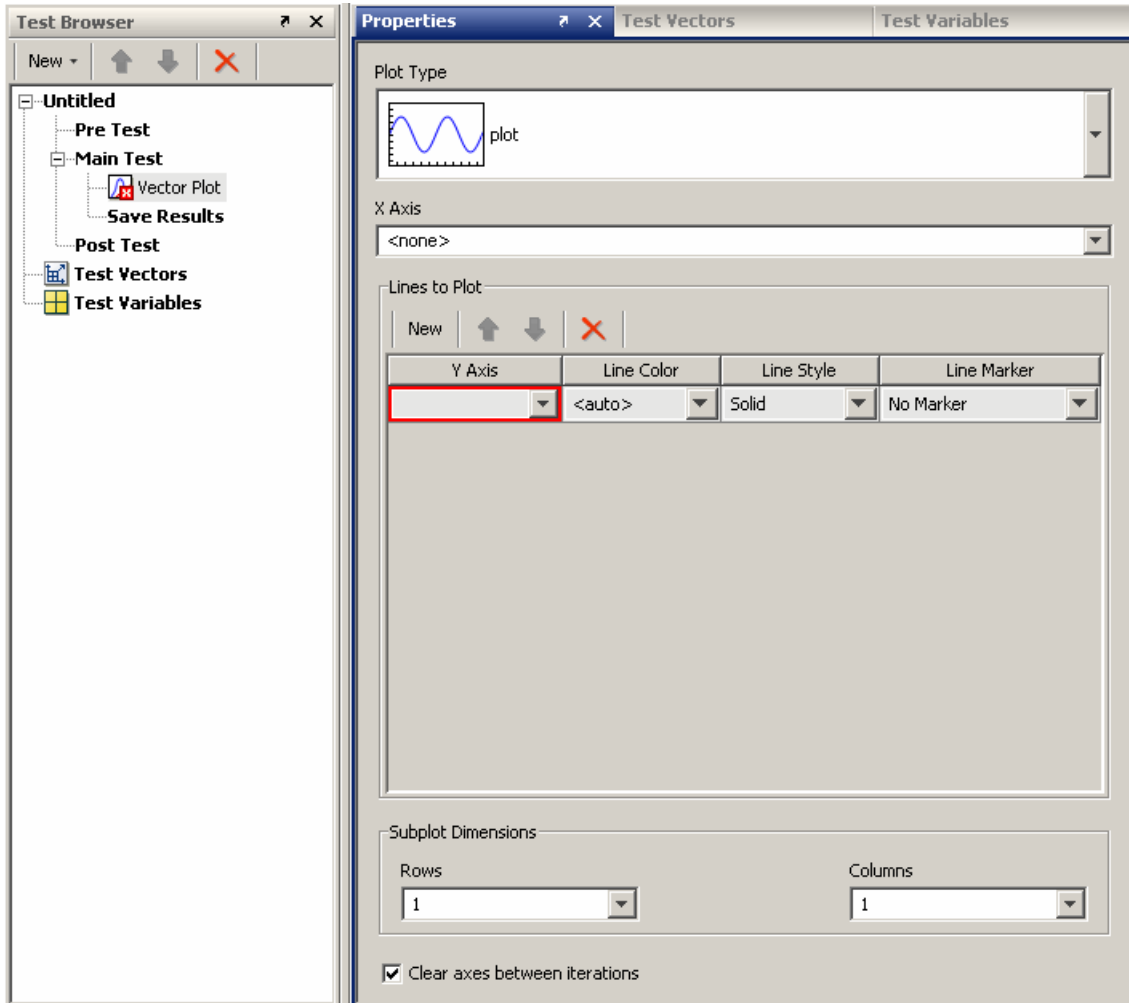 Test Browser
New
Untitled
Pre Test
Main Test
Vector Plot
Save Results
Post Test
Test Vectors
Test Variables
Properties
Test Vectors
Test Variables
Plot Type
plot
X Axis
<none>
Lines to Plot
New
Y Axis Line Color Line Style Line Marker
<auto> Solid No Marker
Subplot Dimensions
Rows Columns
1 1
Clear axes between iterations